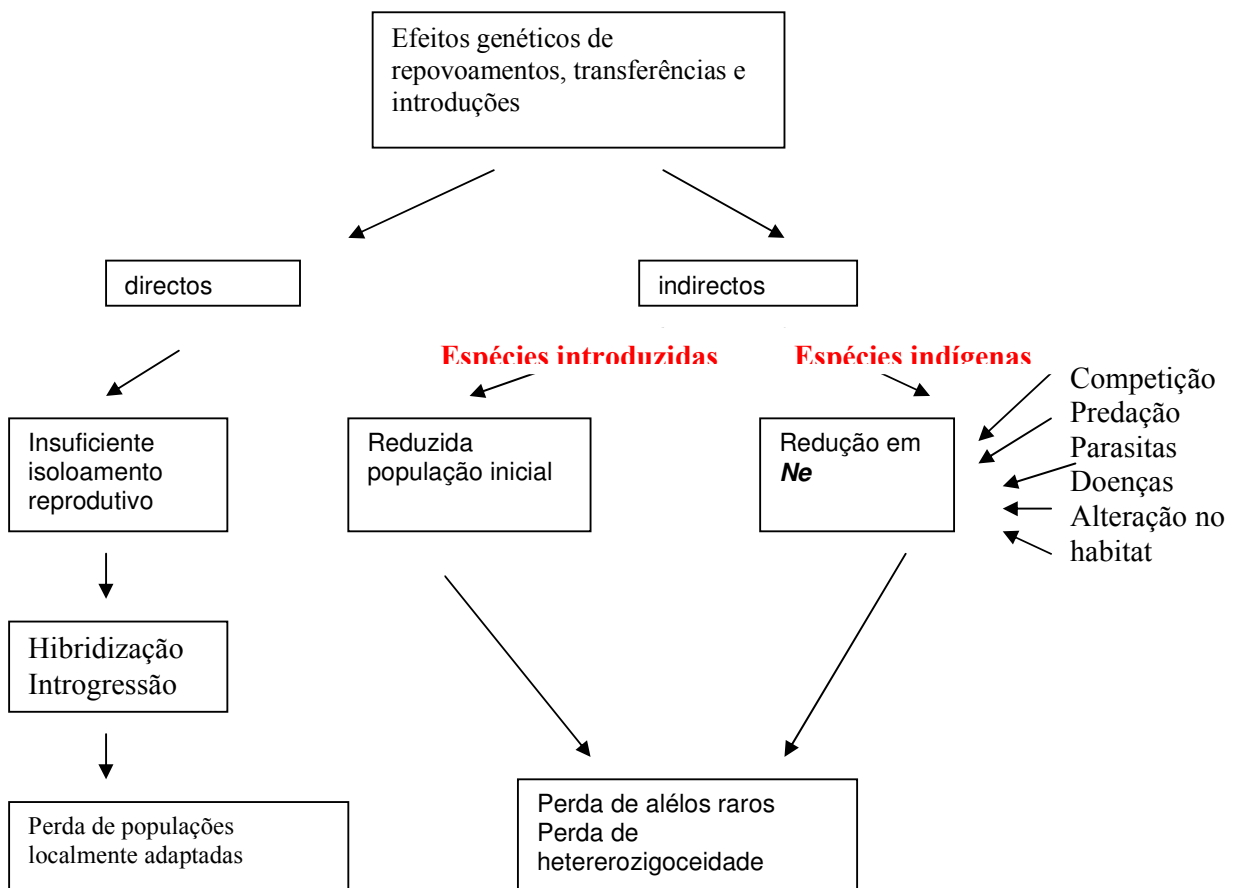 Efeitos genéticos de
repovoamentos, transferências e
introduções
directos
indirectos
Espécies introduzidas
Espécies indígenas
Competição
Predação
Parasitas
Doenças
Alteração no
habitat
Insuficiente
isoloamento
reprodutivo
Reduzida
população inicial
Redução em
Ne
Hibridização
Introgressão
Perda de populações
localmente adaptadas
Perda de alélos raros
Perda de
hetererozigoceidade